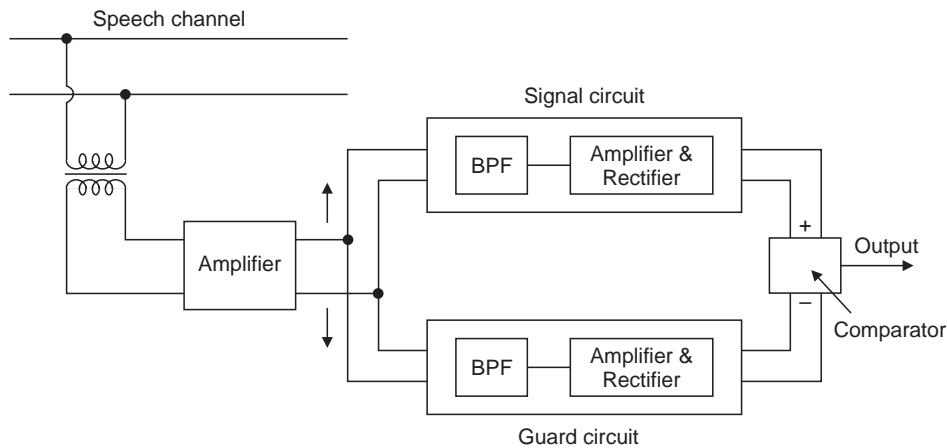 Speech channel
Signal circuit
BPF
Amplifier &
Rectifier
Amplifier
+
Output
–
Comparator
BPF
Amplifier &
Rectifier
Guard circuit